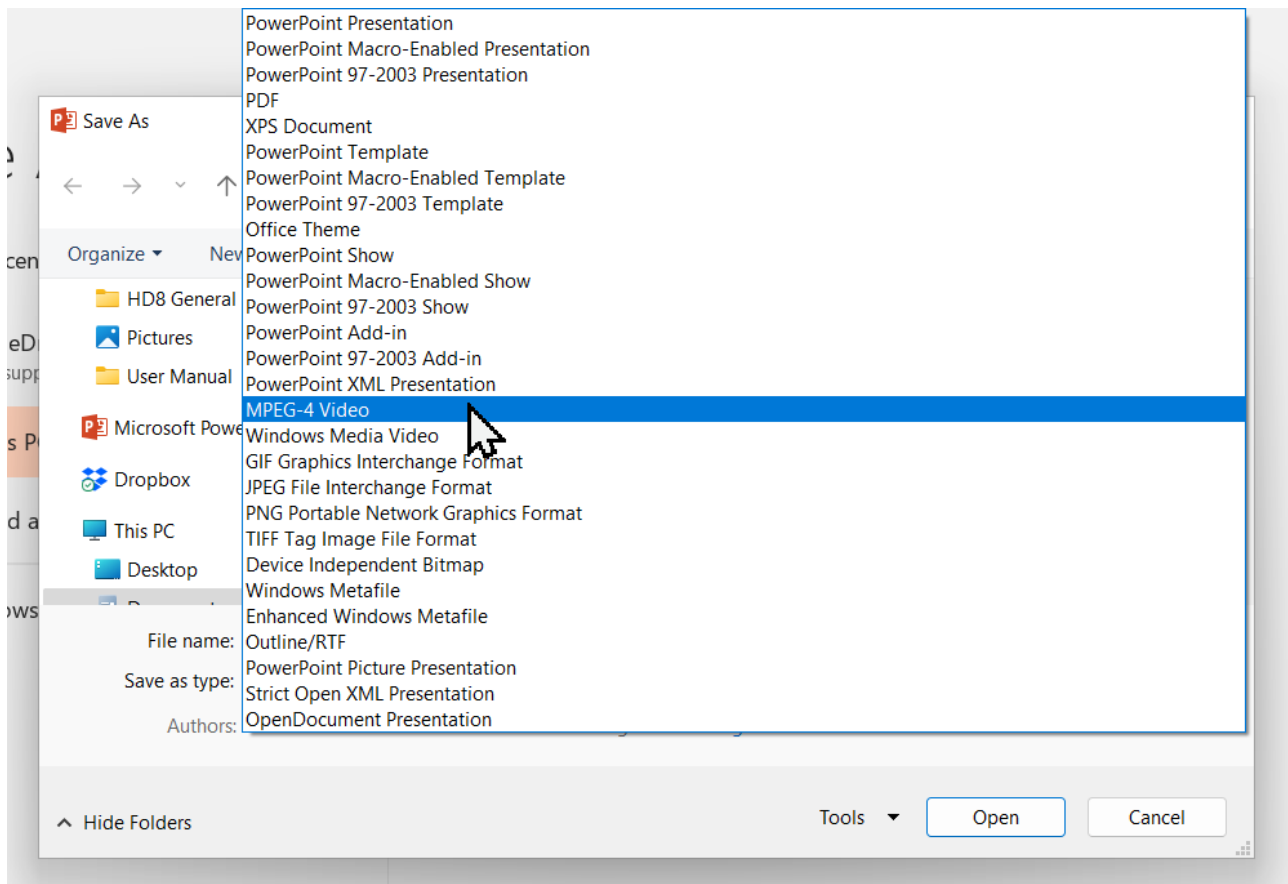 PowerPoint Presentation
PowerPoint Macro-Enabled Presentation
PowerPoint 97-2003 Presentation
PDF
XPS Document
PowerPoint Template
PowerPoint Macro-Enabled Template
PowerPoint 97-2003 Template
Office Theme
PowerPoint Show
PowerPoint Macro-Enabled Show
PowerPoint 97-2003 Show
PowerPoint Add-in
PowerPoint 97-2003 Add-in
PowerPoint XML Presentation
MPEG-4 Video
Windows Media Video
GIF Graphics Interchange Format
JPEG File Interchange Format
PNG Portable Network Graphics Format
TIFF Tag Image File Format
Device Independent Bitmap
Windows Metafile
Enhanced Windows Metafile
Outline/RTF
PowerPoint Picture Presentation
Strict Open XML Presentation
OpenDocument Presentation
Save As
Organize
New
HD8 General
Pictures
User Manual
Microsoft Powe
Dropbox
This PC
Desktop
File name:
Save as type:
Authors:
Hide Folders
Tools
Open
Cancel